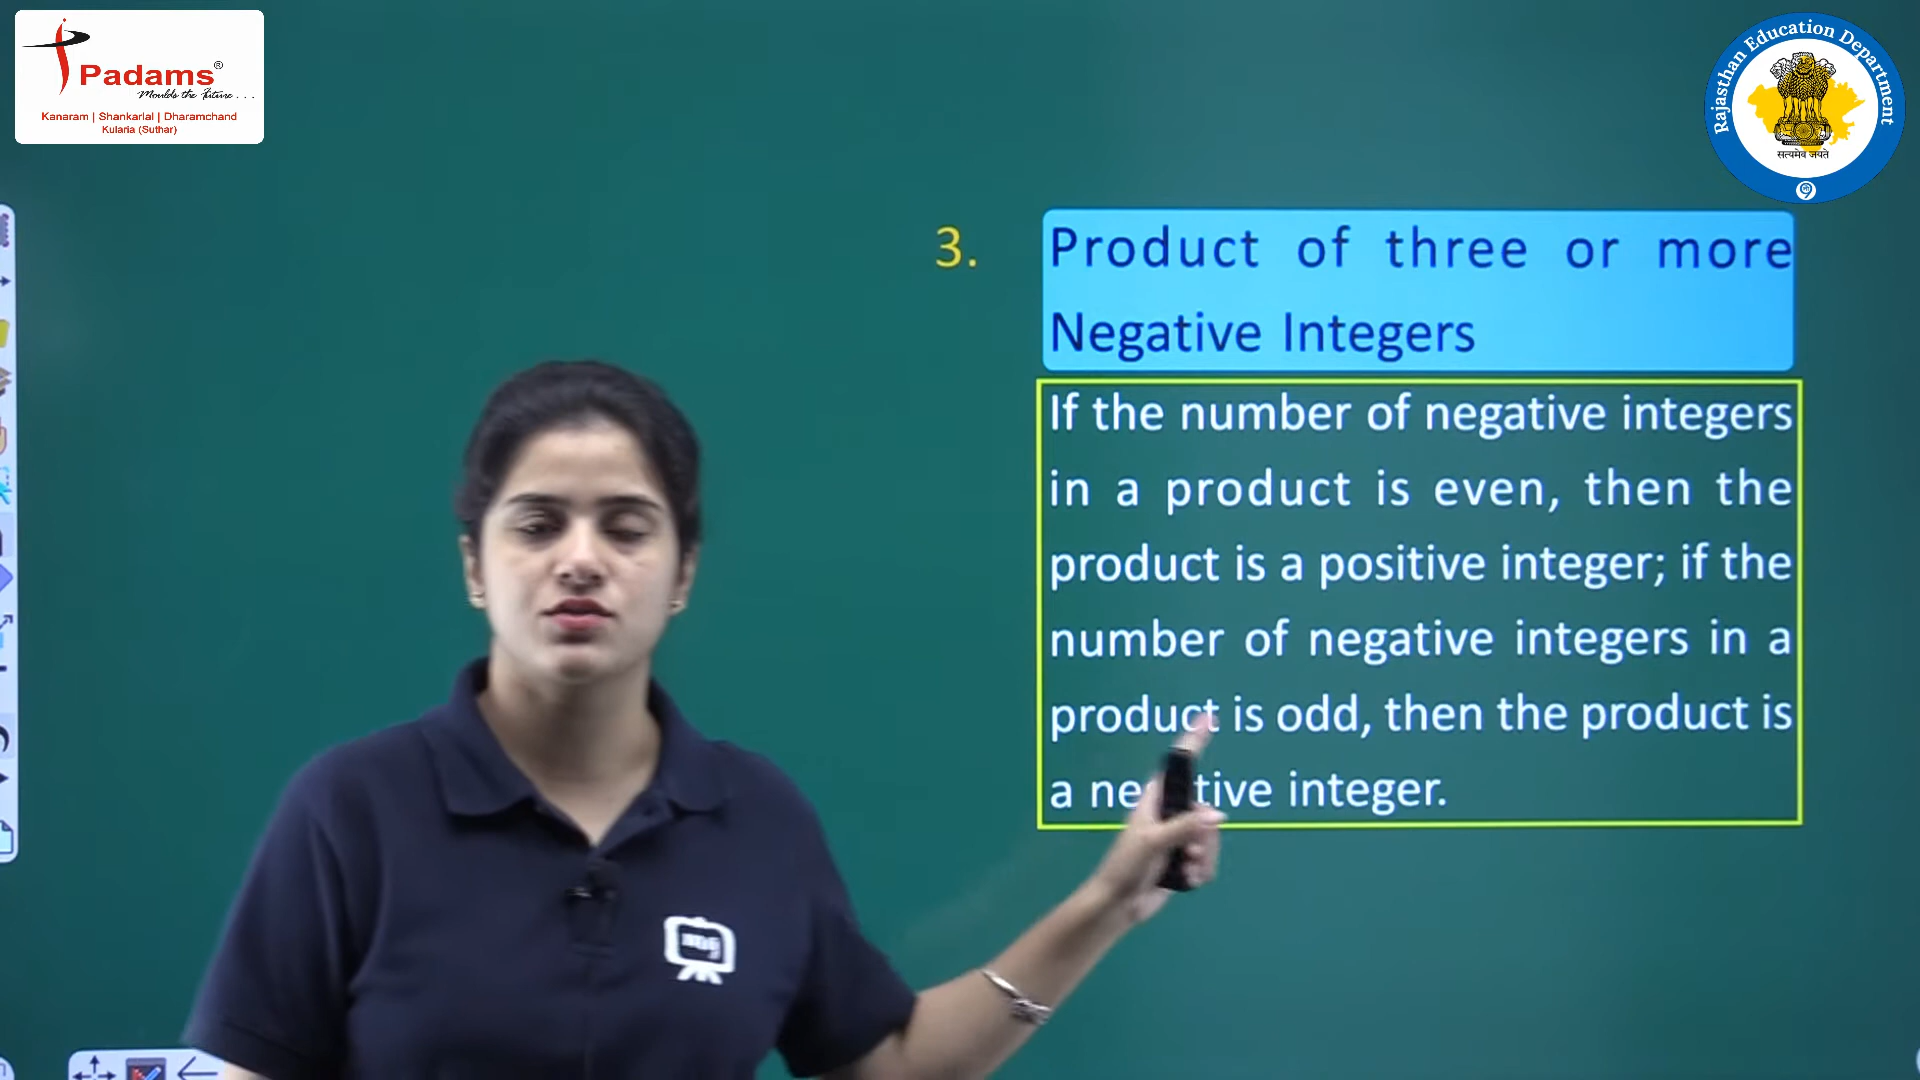 Padams®
Moulds the Future . . .
Kanaram | Shankarlal | Dharamchand
Kularia (Suthar)
Rajasthan Education Department
सत्यमेव जयते
3.
Product of three or more
Negative Integers
If the number of negative integers
in a product is even, then the
product is a positive integer; if the
number of negative integers in a
product is odd, then the product is
a negative integer.